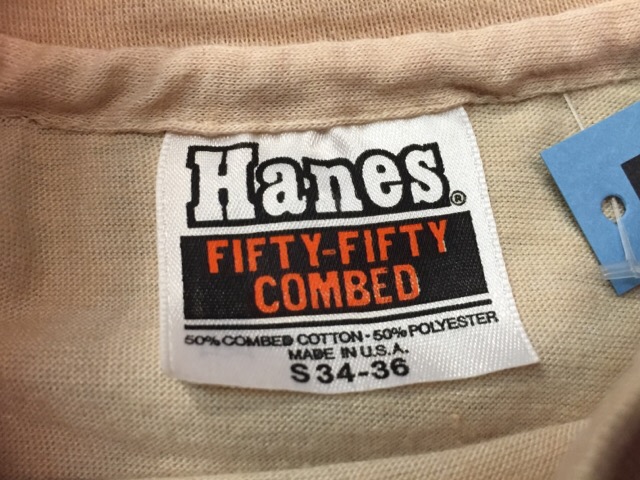 Hanes®
FIFTY-FIFTY
COMBED
50% COMBED COTTON - 50% POLYESTER
MADE IN U.S.A.
S 34-36